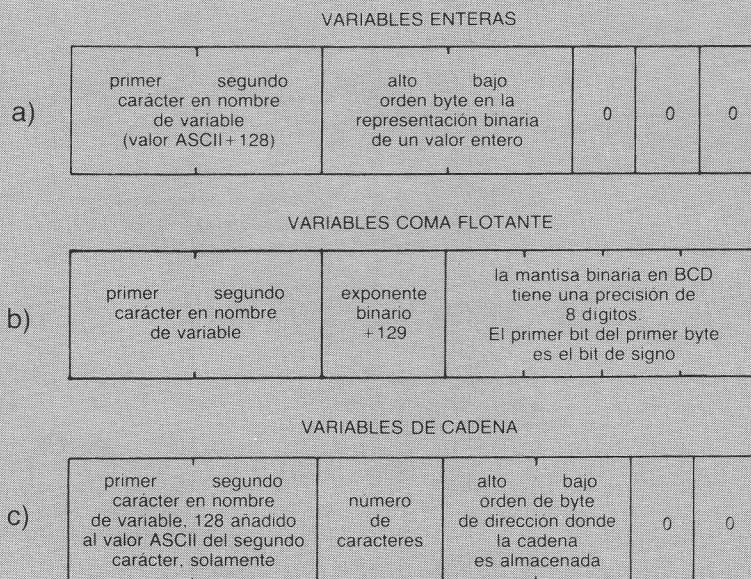 VARIABLES ENTERAS
a)
primer segundo
carácter en nombre
de variable
(valor ASCII+128)
alto bajo
orden byte en la
representación binaria
de un valor entero
0
0
0
VARIABLES COMA FLOTANTE
b)
primer segundo
carácter en nombre
de variable
exponente
binario
+129
la mantisa binaria en BCD
tiene una precisión de
8 digitos.
El primer bit del primer byte
es el bit de signo
VARIABLES DE CADENA
c)
primer segundo
carácter en nombre
de variable, 128 añadido
al valor ASCII del segundo
carácter, solamente
número
de
caracteres
alto bajo
orden de byte
de dirección donde
la cadena
es almacenada
0
0